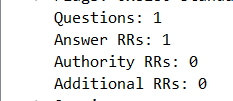 Questions: 1
Answer RRs: 1
Authority RRs: 0
Additional RRs: 0